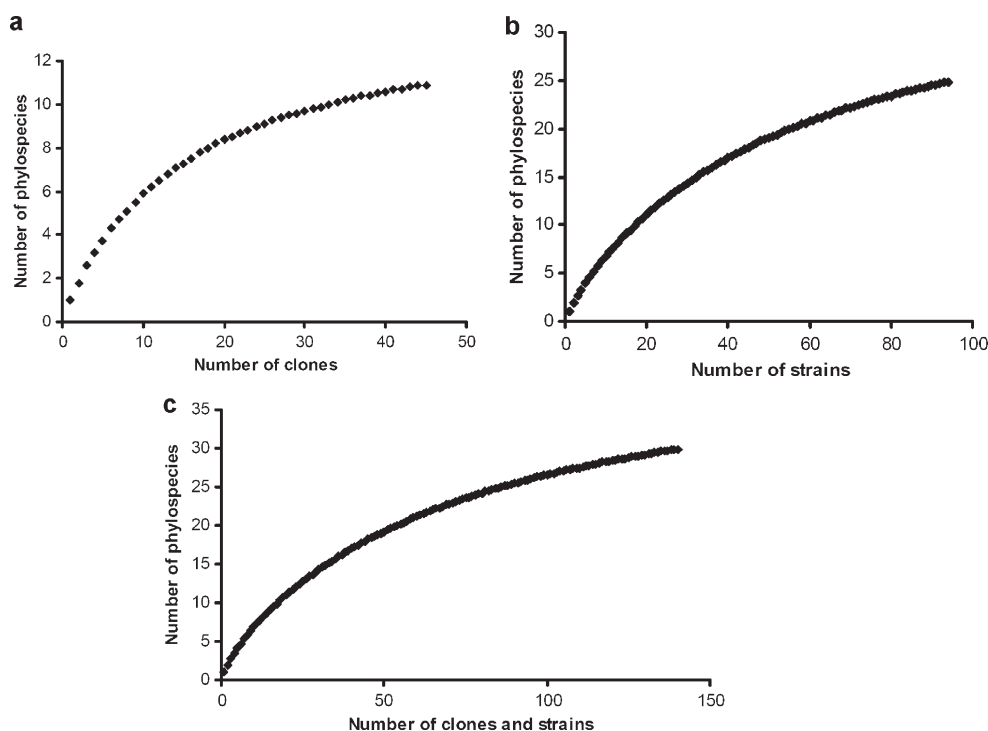 a
Number of phylospecies
12
10
8
6
4
2
0
0 10 20 30 40 50
Number of clones
b
Number of phylospecies
30
25
20
15
10
5
0
0 20 40 60 80 100
Number of strains
c
Number of phylospecies
35
30
25
20
15
10
5
0
0 50 100 150
Number of clones and strains